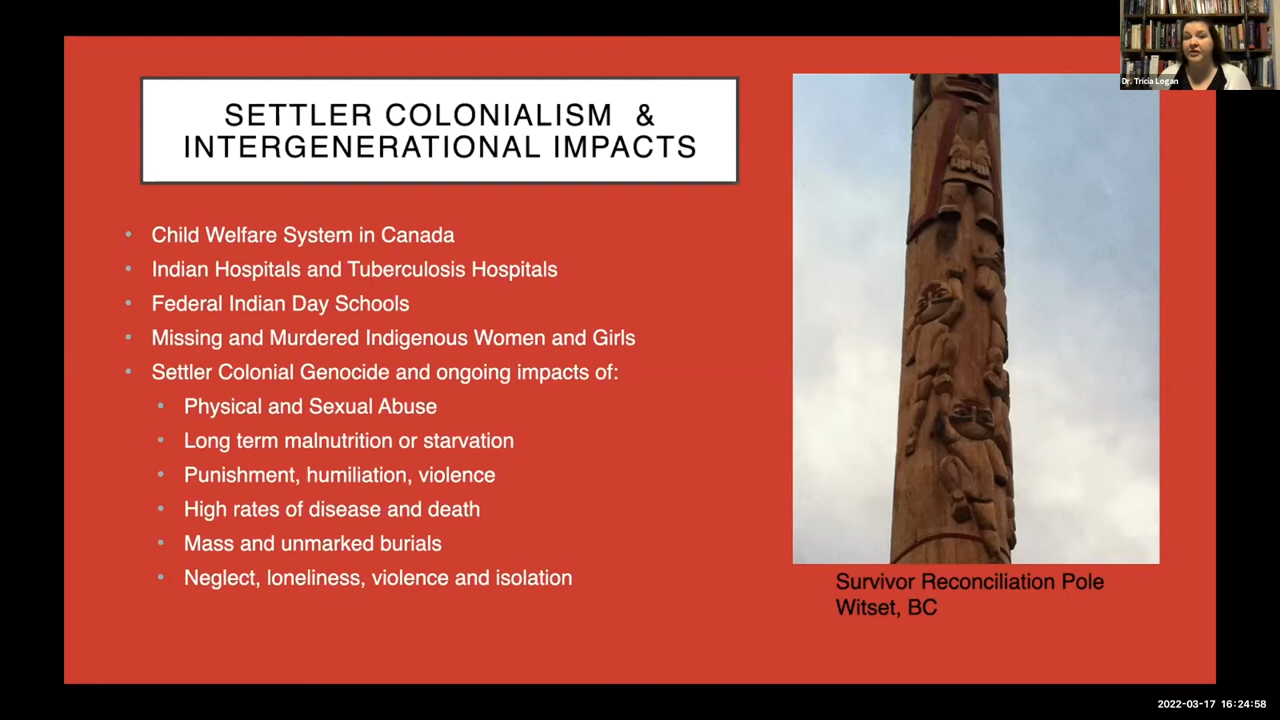 SETTLER COLONIALISM &
INTERGENERATIONAL IMPACTS
• Child Welfare System in Canada
• Indian Hospitals and Tuberculosis Hospitals
• Federal Indian Day Schools
• Missing and Murdered Indigenous Women and Girls
• Settler Colonial Genocide and ongoing impacts of:
• Physical and Sexual Abuse
• Long term malnutrition or starvation
• Punishment, humiliation, violence
• High rates of disease and death
• Mass and unmarked burials
• Neglect, loneliness, violence and isolation
Survivor Reconciliation Pole
Witset, BC
Dr. Tricia Logan
2022-03-17 16:24:58